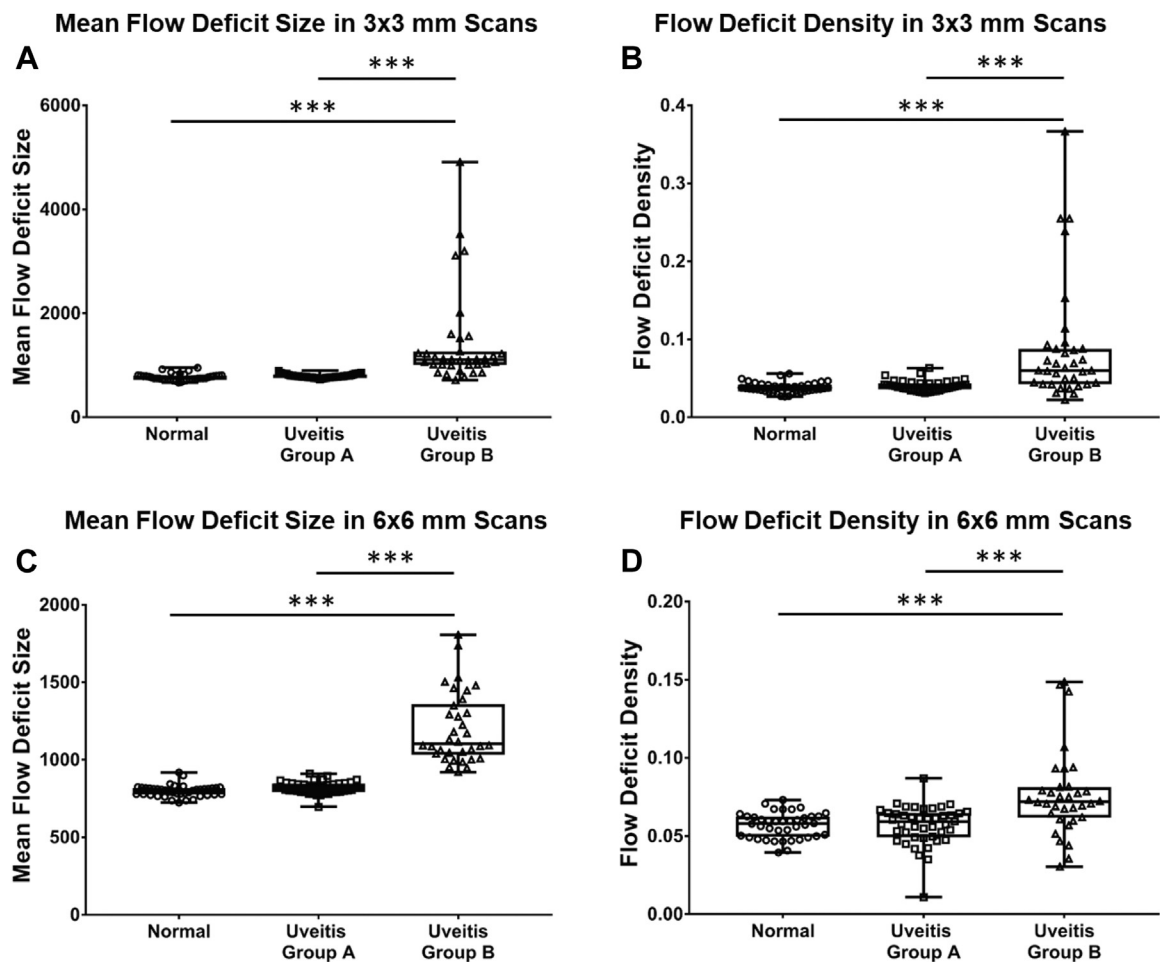 Mean Flow Deficit Size in 3x3 mm Scans
A
***
***
Mean Flow Deficit Size
6000
4000
2000
0
Normal
Uveitis
Group A
Uveitis
Group B
Flow Deficit Density in 3x3 mm Scans
B
***
***
Flow Deficit Density
0.4
0.3
0.2
0.1
0.0
Normal
Uveitis
Group A
Uveitis
Group B
Mean Flow Deficit Size in 6x6 mm Scans
C
***
***
Mean Flow Deficit Size
2000
1500
1000
500
0
Normal
Uveitis
Group A
Uveitis
Group B
Flow Deficit Density in 6x6 mm Scans
D
***
***
Flow Deficit Density
0.20
0.15
0.10
0.05
0.00
Normal
Uveitis
Group A
Uveitis
Group B